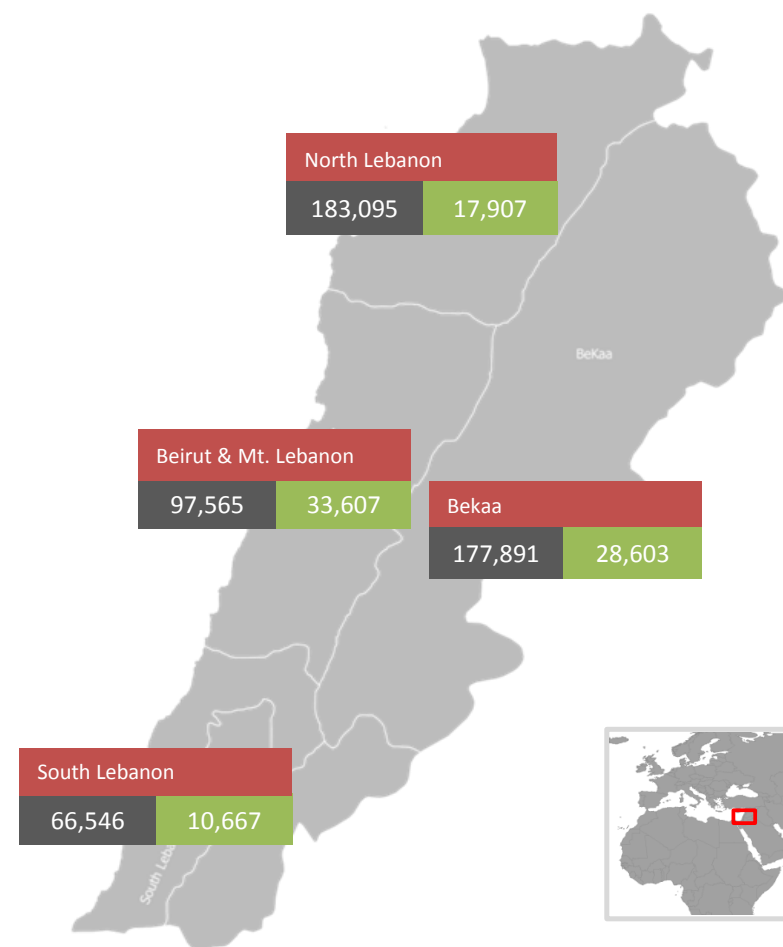 North Lebanon
183,095 17,907
BeKaa
Beirut & Mt. Lebanon
97,565 33,607
Bekaa
177,891 28,603
South Lebanon
66,546 10,667
South